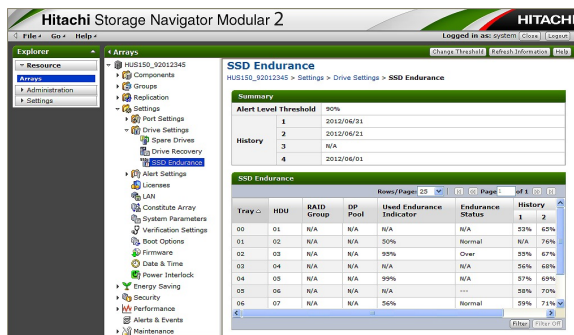 Hitachi Storage Navigator Modular 2
HITACHI
File Go Help
Logged in as: system Close Logout
Explorer
Arrays
Change Threshold Refresh Information Help
Resource
Arrays
Administration
Settings
HUS150_92012345
Components
Groups
Replication
Settings
Port Settings
Drive Settings
Spare Drives
Drive Recovery
SSD Endurance
Alert Settings
Licenses
LAN
Constitute Array
System Parameters
Verification Settings
Boot Options
Firmware
Date & Time
Power Interlock
Energy Saving
Security
Performance
Alerts & Events
Maintenance
SSD Endurance
HUS150_92012345 > Settings > Drive Settings > SSD Endurance
Summary
Alert Level Threshold 90%
History
1 2012/06/21
2 2012/06/21
3 N/A
4 2012/06/01
SSD Endurance
Rows/Page: 25 Page 1 of 1
Tray HDU RAID Group DP Pool Used Endurance Indicator Endurance Status History
1 2
00 01 N/A N/A N/A N/A 53% 65%
01 02 N/A N/A 50% Normal N/A 76%
02 03 N/A N/A 95% Over 55% 67%
03 04 N/A N/A N/A N/A 56% 68%
04 05 N/A N/A 99% N/A 57% 69%
05 06 N/A N/A N/A --- 58% 70%
06 07 N/A N/A 56% Normal 59% 71%
Filter Filter Off